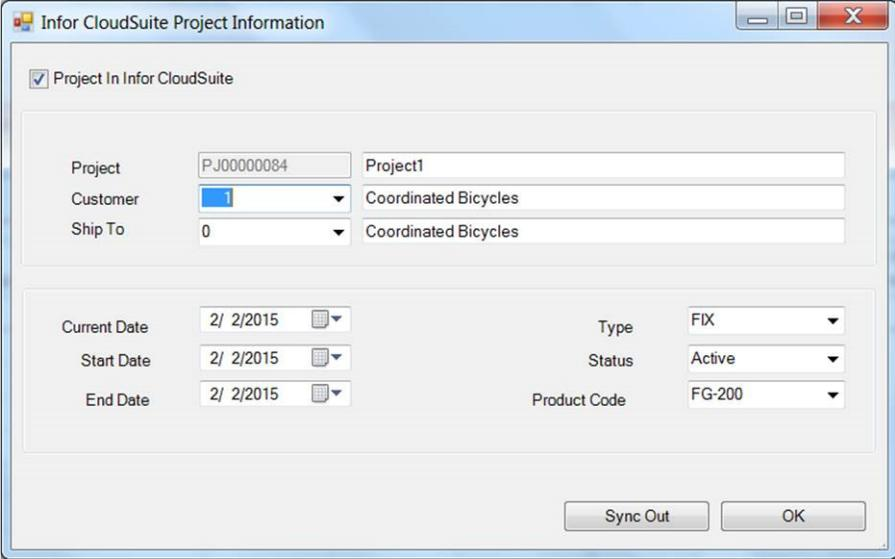 Infor CloudSuite Project Information
Project In Infor CloudSuite
Project PJ00000084 Project1
Customer 1 Coordinated Bicycles
Ship To 0 Coordinated Bicycles
Current Date 2/ 2/2015 Type FIX
Start Date 2/ 2/2015 Status Active
End Date 2/ 2/2015 Product Code FG-200
Sync Out OK